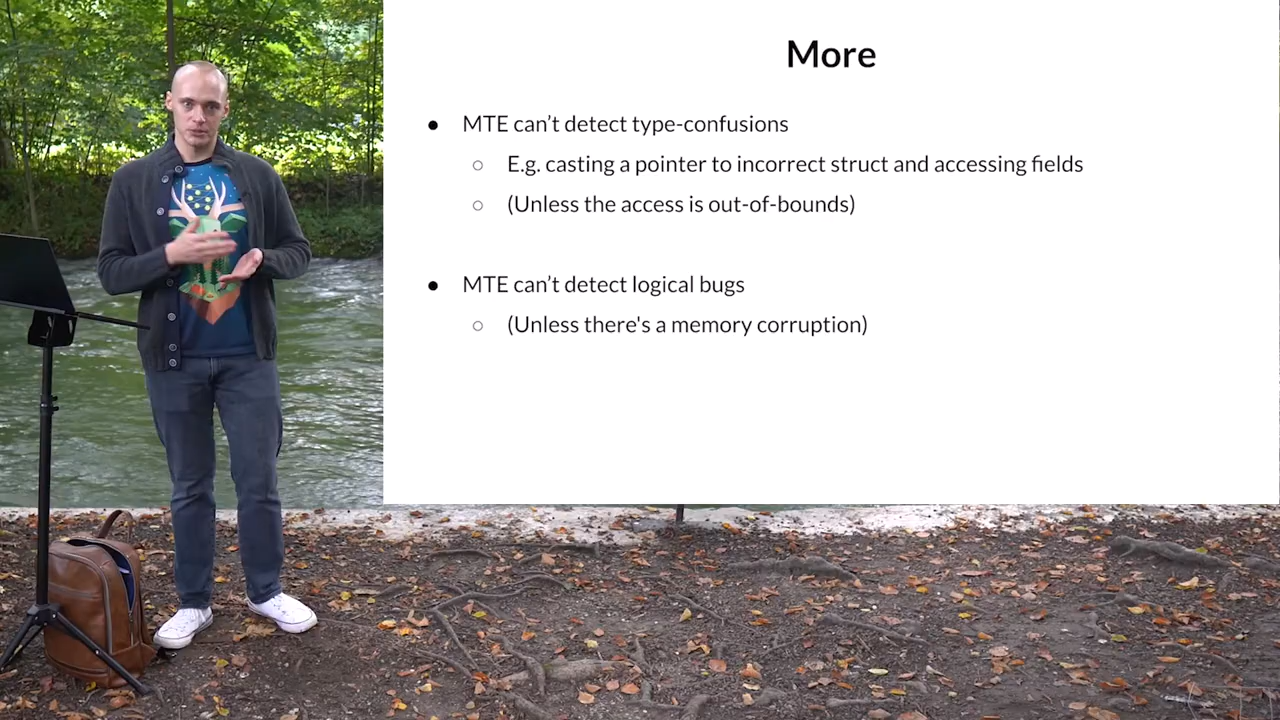 More
● MTE can’t detect type-confusions
○ E.g. casting a pointer to incorrect struct and accessing fields
○ (Unless the access is out-of-bounds)
● MTE can’t detect logical bugs
○ (Unless there's a memory corruption)